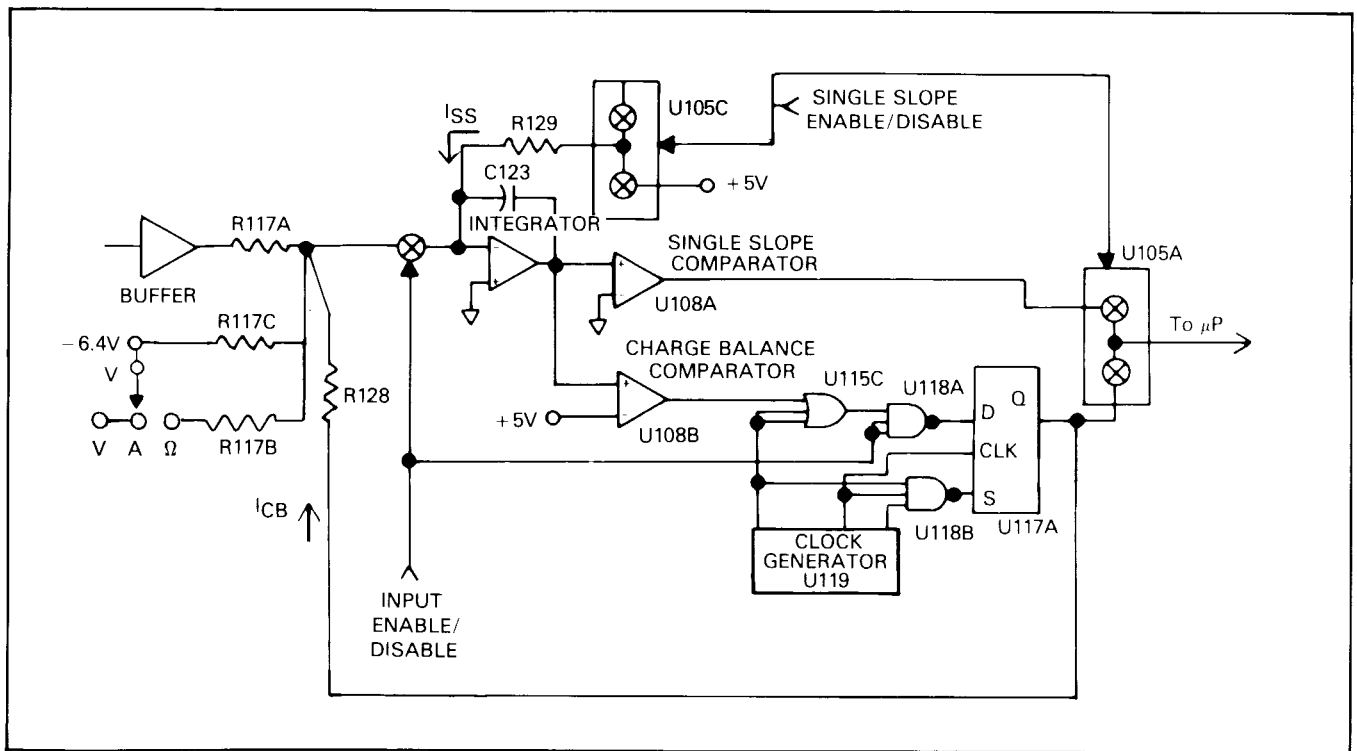 U105C
SINGLE SLOPE
ENABLE/DISABLE
ISS
R129
C123
+5V
INTEGRATOR
R117A
SINGLE SLOPE
COMPARATOR
U105A
BUFFER
U108A
To μP
R117C
−6.4V
V
CHARGE BALANCE
COMPARATOR
U115C
U118A
R128
D Q
+5V
V A Ω
R117B
U108B
CLK
S
ICB
U118B
U117A
CLOCK
GENERATOR
U119
INPUT
ENABLE/
DISABLE
- +
+
-
+
-